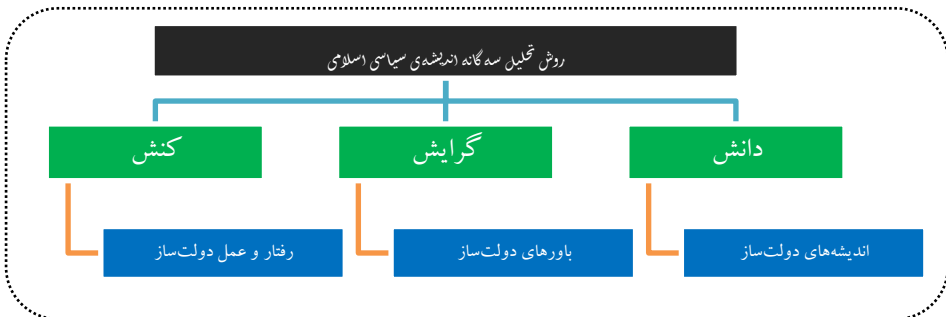 روش تحلیل سه گانه اندیشه‌ی سیاسی اسلامی
دانش
گرایش
کنش
اندیشه‌های دولت‌ساز
باورهای دولت‌ساز
رفتار و عمل دولت‌ساز